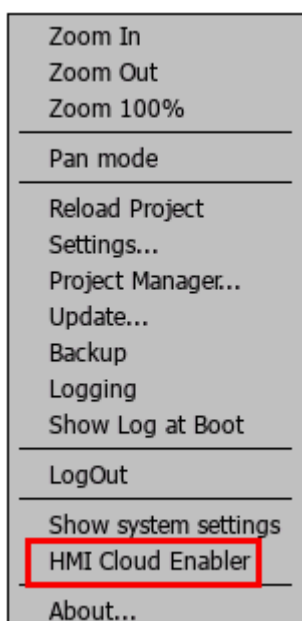 Zoom In
Zoom Out
Zoom 100%
Pan mode
Reload Project
Settings...
Project Manager...
Update...
Backup
Logging
Show Log at Boot
LogOut
Show system settings
HMI Cloud Enabler
About...